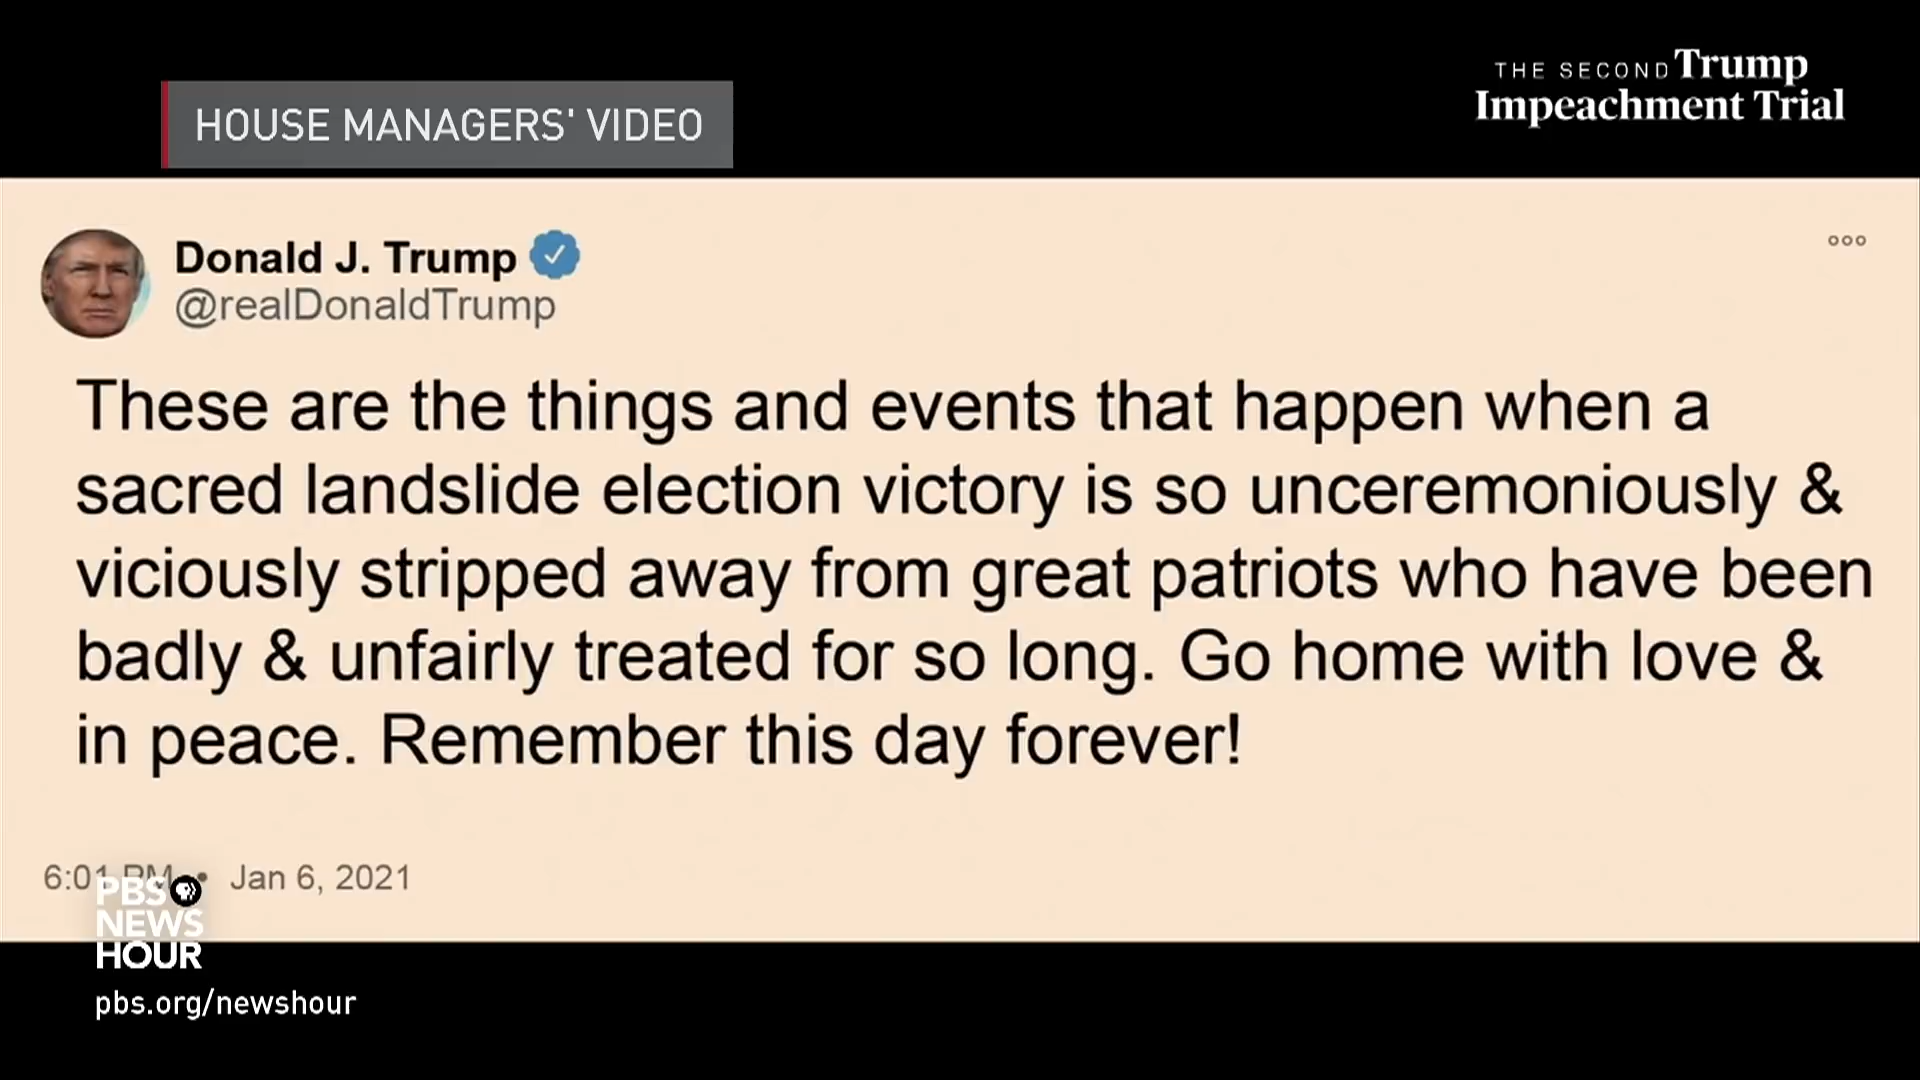 THE SECOND Trump
Impeachment Trial
HOUSE MANAGERS' VIDEO
Donald J. Trump
@realDonaldTrump
These are the things and events that happen when a
sacred landslide election victory is so unceremoniously &
viciously stripped away from great patriots who have been
badly & unfairly treated for so long. Go home with love &
in peace. Remember this day forever!
6:01 PM • Jan 6, 2021
PBS
NEWS
HOUR
pbs.org/newshour